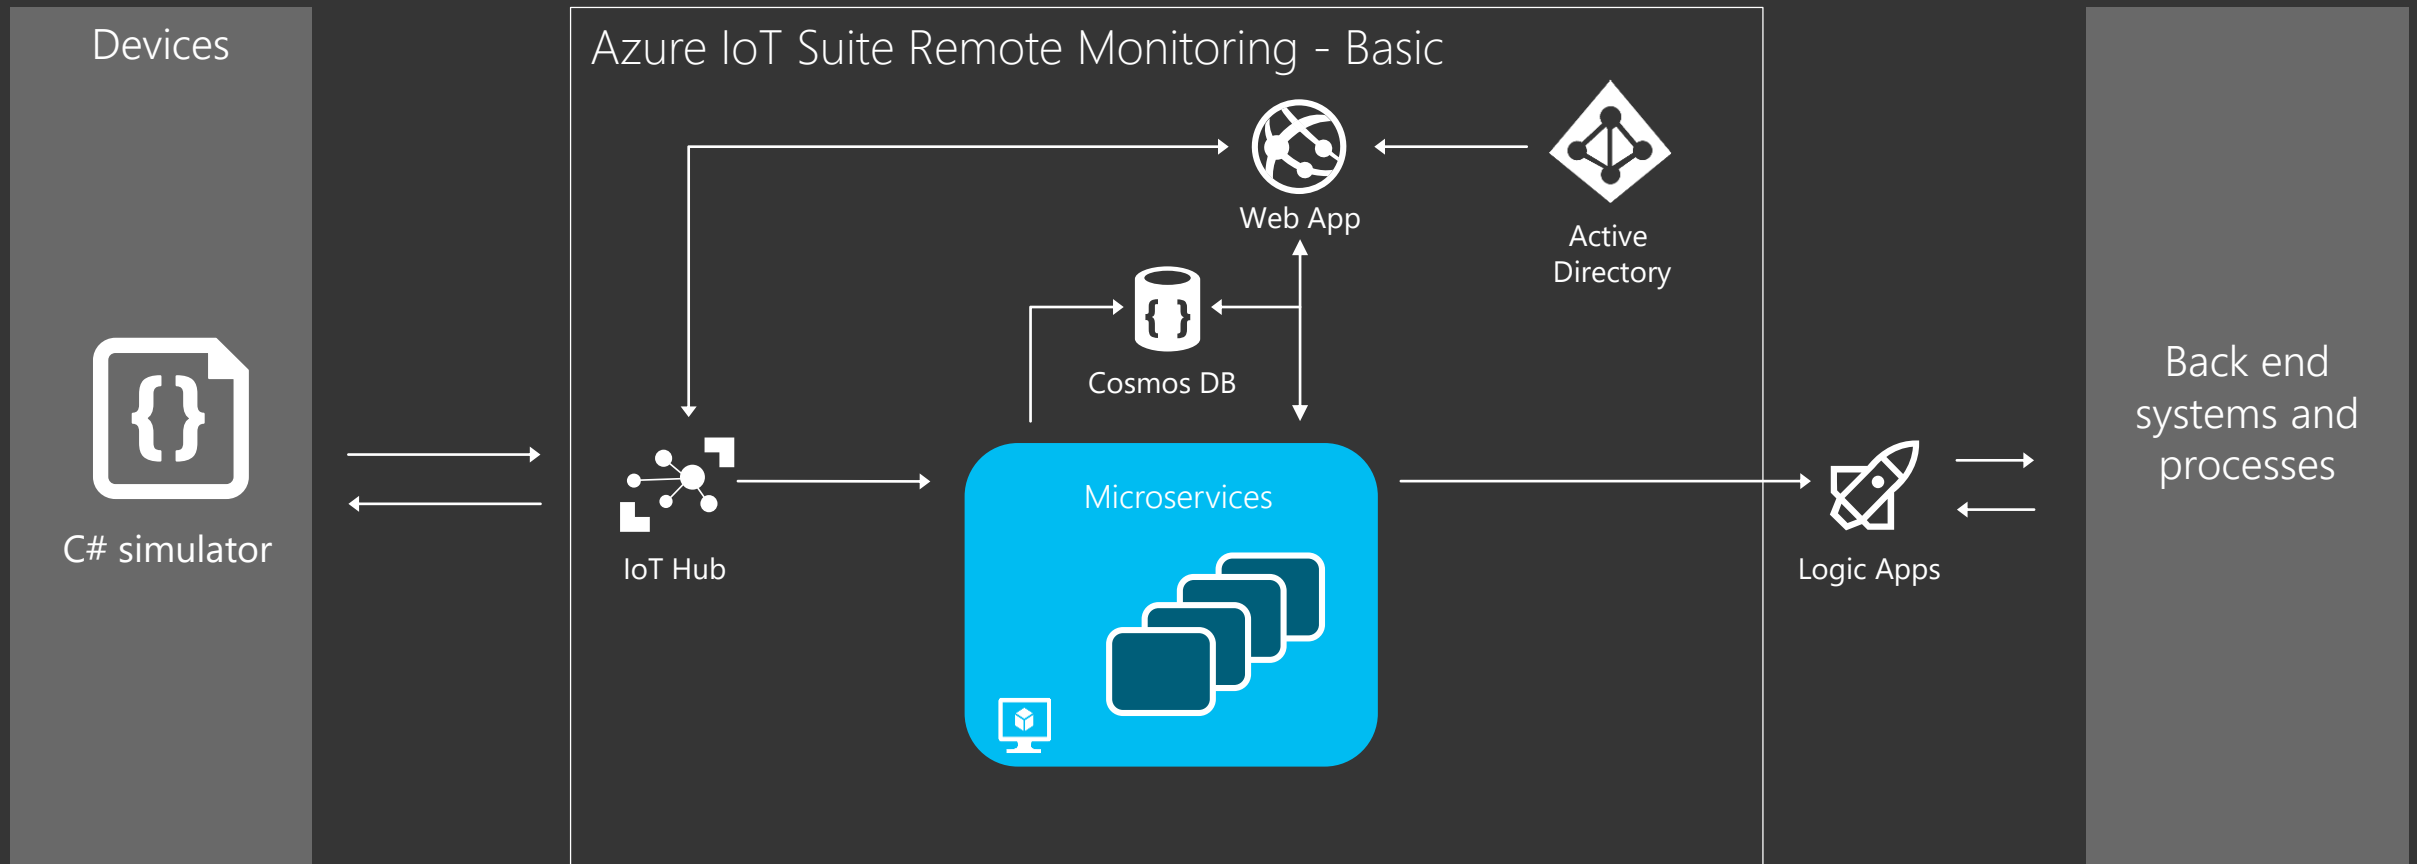 Devices
Azure IoT Suite Remote Monitoring - Basic
Web App
Active
Directory
Cosmos DB
{ }
Back end
systems and
processes
{}
Microservices
C# simulator
IoT Hub
Logic Apps